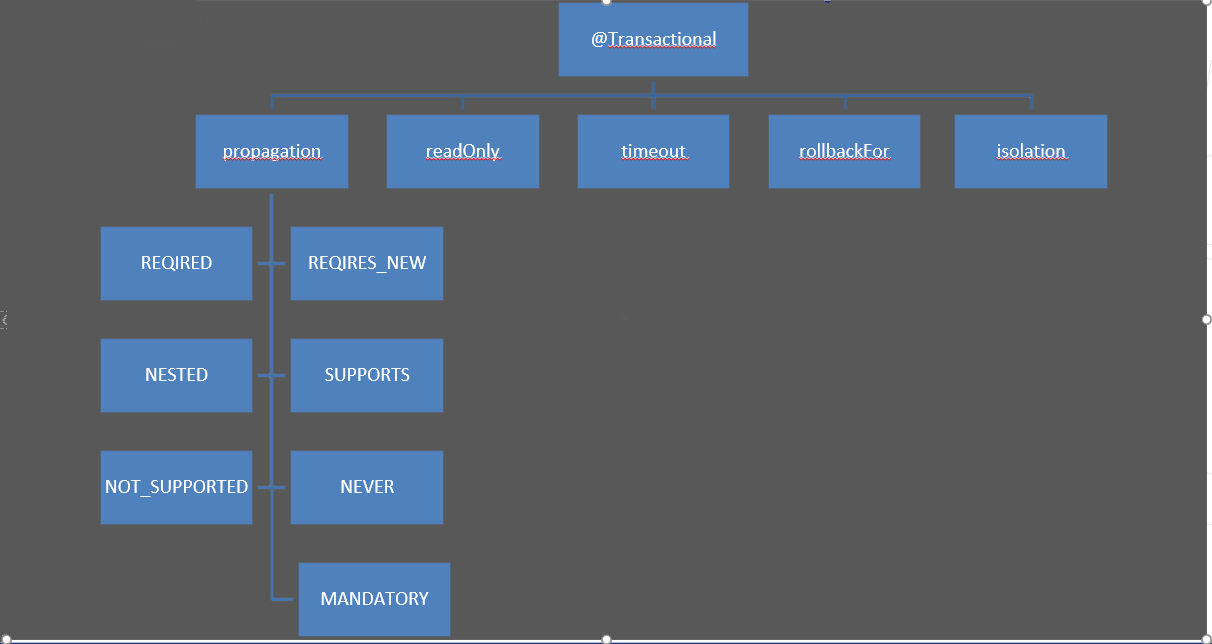 @Transactional
propagation
readOnly
timeout
rollbackFor
isolation
REQIRED
REQIRES_NEW
NESTED
SUPPORTS
NOT_SUPPORTED
NEVER
MANDATORY